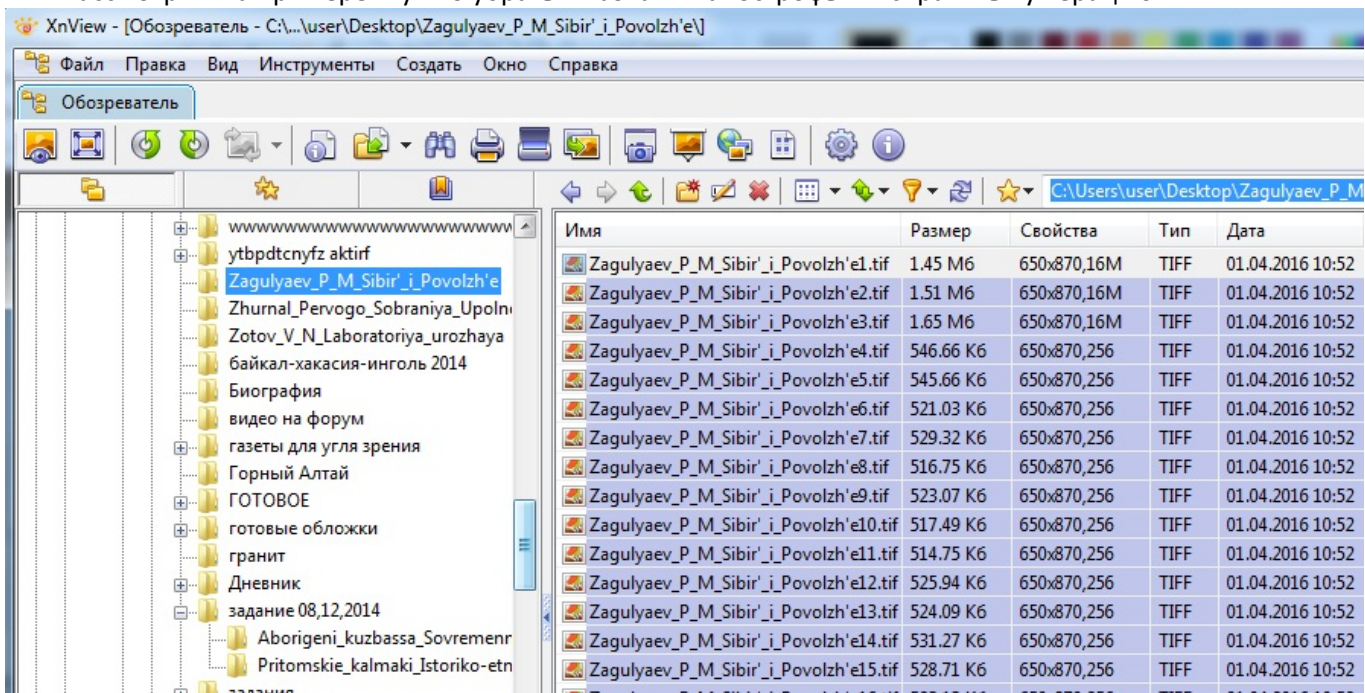 XnView - [Обозреватель - C:\...\user\Desktop\Zagulyaev_P_M_Sibir'_i_Povolzh'e\]
Файл Правка Вид Инструменты Создать Окно Справка
Обозреватель
C:\Users\user\Desktop\Zagulyaev_P_M
wwwwwwwwwwwwwwwwwwwwww
ytbpdtcnyfz aktirf
Zagulyaev_P_M_Sibir'_i_Povolzh'e
Zhurnal_Pervogo_Sobraniya_Upoln
Zotov_V_N_Laboratoriya_urozhaya
байкал-хакасия-инголь 2014
Биография
видео на форум
газеты для угля зрения
Горный Алтай
ГОТОВОЕ
готовые обложки
гранит
Дневник
задание 08,12,2014
Aborigeni_kuzbassa_Sovremenr
Pritomskie_kalmaki_Istoriko-etn
Имя Размер Свойства Тип Дата
Zagulyaev_P_M_Sibir'_i_Povolzh'e1.tif 1.45 Мб 650x870,16M TIFF 01.04.2016 10:52
Zagulyaev_P_M_Sibir'_i_Povolzh'e2.tif 1.51 Мб 650x870,16M TIFF 01.04.2016 10:52
Zagulyaev_P_M_Sibir'_i_Povolzh'e3.tif 1.65 Мб 650x870,16M TIFF 01.04.2016 10:52
Zagulyaev_P_M_Sibir'_i_Povolzh'e4.tif 546.66 Кб 650x870,256 TIFF 01.04.2016 10:52
Zagulyaev_P_M_Sibir'_i_Povolzh'e5.tif 545.66 Кб 650x870,256 TIFF 01.04.2016 10:52
Zagulyaev_P_M_Sibir'_i_Povolzh'e6.tif 521.03 Кб 650x870,256 TIFF 01.04.2016 10:52
Zagulyaev_P_M_Sibir'_i_Povolzh'e7.tif 529.32 Кб 650x870,256 TIFF 01.04.2016 10:52
Zagulyaev_P_M_Sibir'_i_Povolzh'e8.tif 516.75 Кб 650x870,256 TIFF 01.04.2016 10:52
Zagulyaev_P_M_Sibir'_i_Povolzh'e9.tif 523.07 Кб 650x870,256 TIFF 01.04.2016 10:52
Zagulyaev_P_M_Sibir'_i_Povolzh'e10.tif 517.49 Кб 650x870,256 TIFF 01.04.2016 10:52
Zagulyaev_P_M_Sibir'_i_Povolzh'e11.tif 514.75 Кб 650x870,256 TIFF 01.04.2016 10:52
Zagulyaev_P_M_Sibir'_i_Povolzh'e12.tif 525.94 Кб 650x870,256 TIFF 01.04.2016 10:52
Zagulyaev_P_M_Sibir'_i_Povolzh'e13.tif 524.09 Кб 650x870,256 TIFF 01.04.2016 10:52
Zagulyaev_P_M_Sibir'_i_Povolzh'e14.tif 531.27 Кб 650x870,256 TIFF 01.04.2016 10:52
Zagulyaev_P_M_Sibir'_i_Povolzh'e15.tif 528.71 Кб 650x870,256 TIFF 01.04.2016 10:52